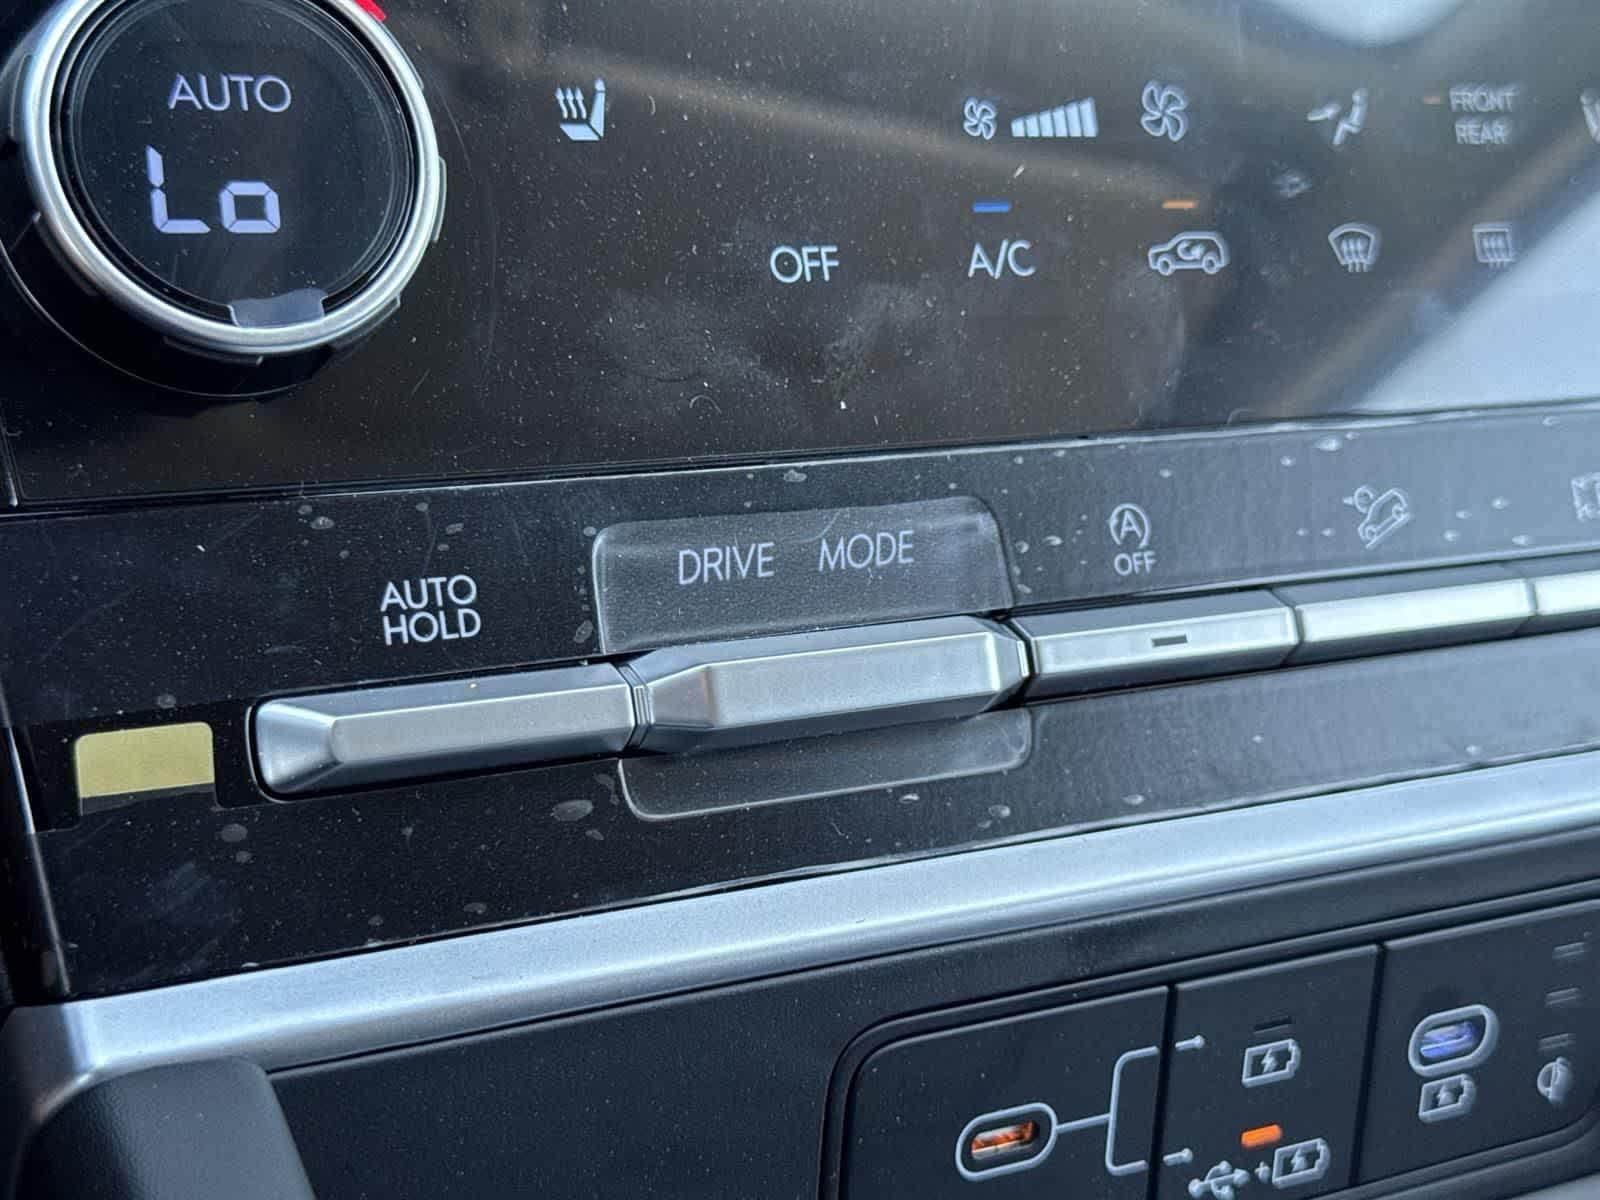 AUTO
Lo
FRONT
REAR
OFF
A/C
DRIVE MODE
A
OFF
AUTO
HOLD